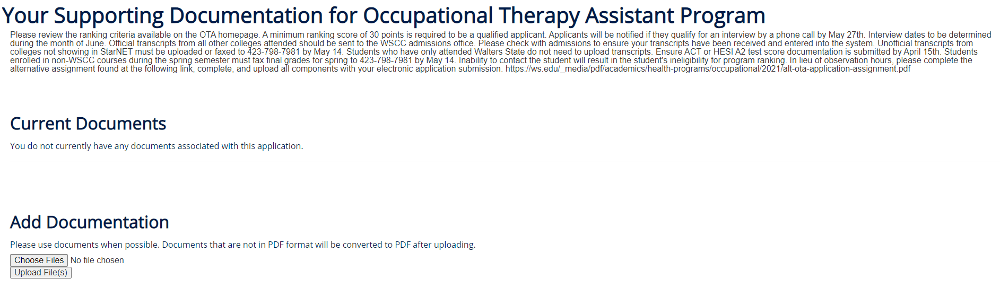 Your Supporting Documentation for Occupational Therapy Assistant Program
Please review the ranking criteria available on the OTA homepage. A minimum ranking score of 30 points is required to be a qualified applicant. Applicants will be notified if they qualify for an interview by a phone call by May 27th. Interview dates to be determined
during the month of June. Official transcripts from all other colleges attended should be sent to the WSCC admissions office. Please check with admissions to ensure your transcripts have been received and entered into the system. Unofficial transcripts from
colleges not showing in StarNET must be uploaded or faxed to 423-798-7981 by May 14. Students who have only attended Walters State do not need to upload transcripts. Ensure ACT or HESI A2 test score documentation is submitted by April 15th. Students
enrolled in non-WSCC courses during the spring semester must fax final grades for spring to 423-798-7981 by May 14. Inability to contact the student will result in the student's ineligibility for program ranking. In lieu of observation hours, please complete the
alternative assignment found at the following link, complete, and upload all components with your electronic application submission. https://ws.edu/_media/pdf/academics/health-programs/occupational/2021/alt-ota-application-assignment.pdf
Current Documents
You do not currently have any documents associated with this application.
Add Documentation
Please use documents when possible. Documents that are not in PDF format will be converted to PDF after uploading.
Choose Files No file chosen
Upload File(s)